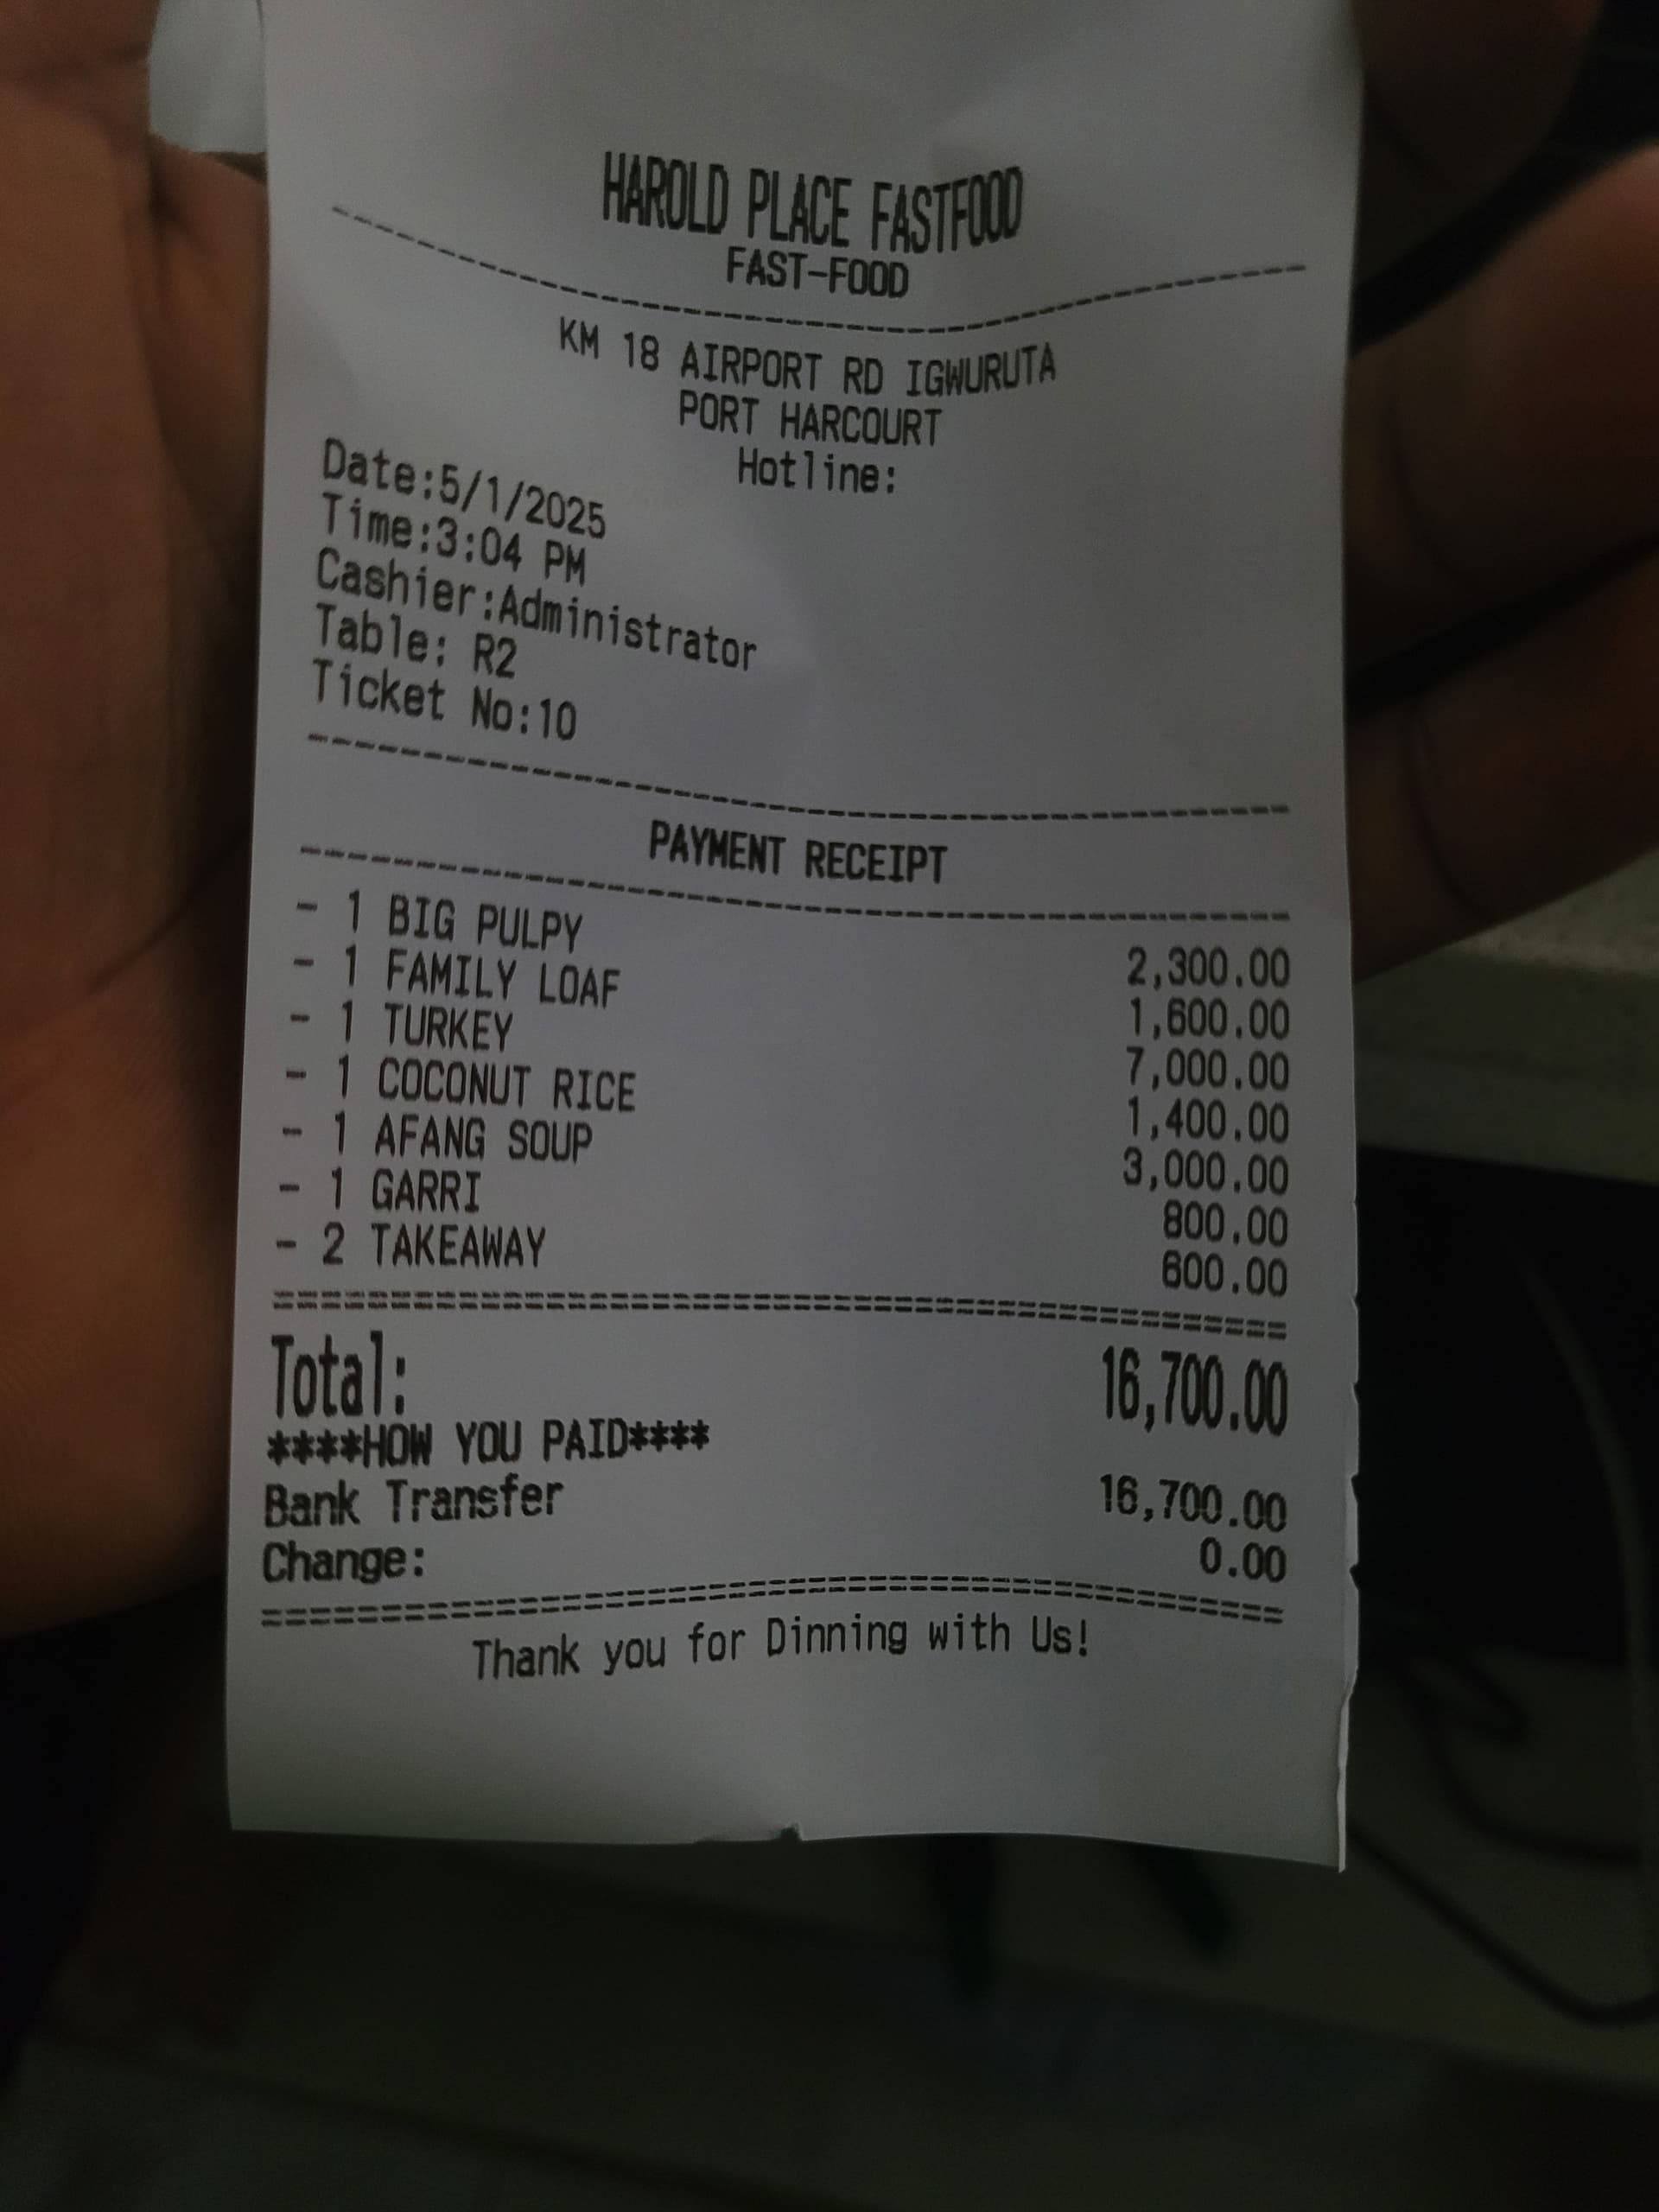 HAROLD PLACE FASTFOOD
FAST-FOOD
KM 18 AIRPORT RD IGWURUTA
PORT HARCOURT
Hotline:
Date:5/1/2025
Time:3:04 PM
Cashier:Administrator
Table: R2
Ticket No:10
PAYMENT RECEIPT
- 1 BIG PULPY 2,300.00
- 1 FAMILY LOAF 1,600.00
- 1 TURKEY 7,000.00
- 1 COCONUT RICE 1,400.00
- 1 AFANG SOUP 3,000.00
- 1 GARRI 800.00
- 2 TAKEAWAY 600.00
Total: 16,700.00
****HOW YOU PAID****
Bank Transfer 16,700.00
Change: 0.00
Thank you for Dinning with Us!